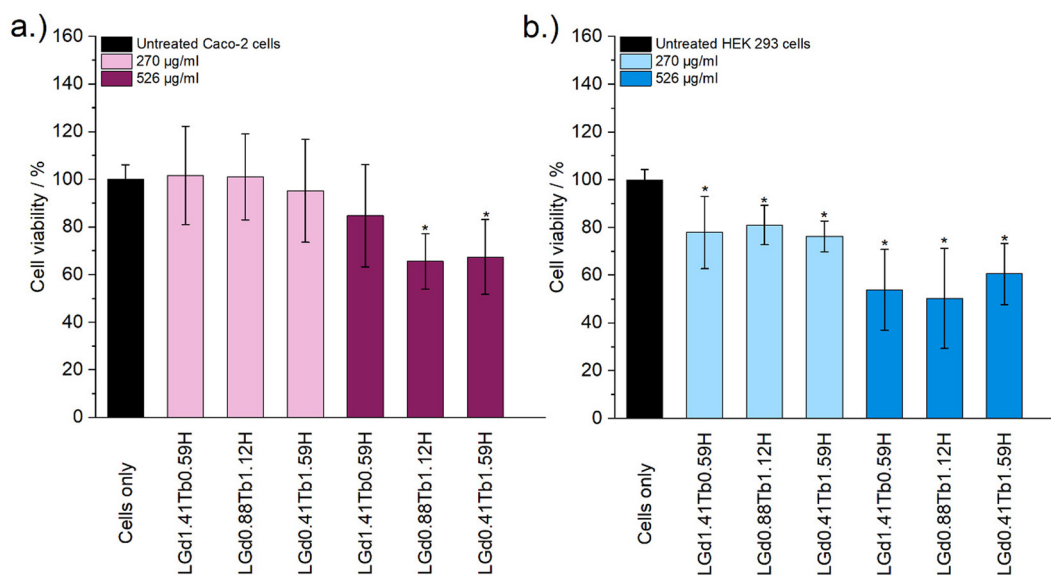 a.)
160
140
120
100
80
60
40
20
0
Cell viability / %
Untreated Caco-2 cells
270 µg/ml
526 µg/ml
*
*
Cells only
LGd1.41Tb0.59H
LGd0.88Tb1.12H
LGd0.41Tb1.59H
LGd1.41Tb0.59H
LGd0.88Tb1.12H
LGd0.41Tb1.59H
b.)
160
140
120
100
80
60
40
20
0
Cell viability / %
Untreated HEK 293 cells
270 µg/ml
526 µg/ml
*
*
*
*
*
*
Cells only
LGd1.41Tb0.59H
LGd0.88Tb1.12H
LGd0.41Tb1.59H
LGd1.41Tb0.59H
LGd0.88Tb1.12H
LGd0.41Tb1.59H